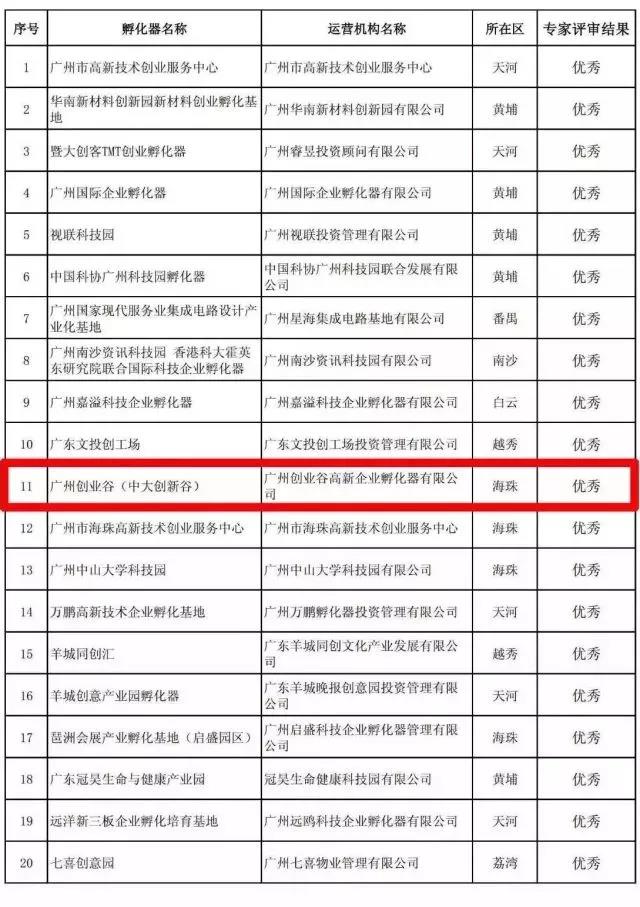 序号 孵化器名称 运营机构名称 所在区 专家评审结果
1 广州市高新技术创业服务中心 广州市高新技术创业服务中心 天河 优秀
2 华南新材料创新园新材料创业孵化基地 广州华南新材料创新园有限公司 黄埔 优秀
3 暨大创客TMT创业孵化器 广州睿昱投资顾问有限公司 天河 优秀
4 广州国际企业孵化器 广州国际企业孵化器有限公司 黄埔 优秀
5 视联科技园 广州视联投资管理有限公司 黄埔 优秀
6 中国科协广州科技园孵化器 中国科协广州科技园联合发展有限公司 黄埔 优秀
7 广州国家现代服务业集成电路设计产业化基地 广州星海集成电路基地有限公司 番禺 优秀
8 广州南沙资讯科技园 香港科大霍英东研究院联合国际科技企业孵化器 广州南沙资讯科技园有限公司 南沙 优秀
9 广州嘉溢科技企业孵化器 广州嘉溢科技企业孵化器有限公司 白云 优秀
10 广东文投创工场 广东文投创工场投资管理有限公司 越秀 优秀
11 广州创业谷（中大创新谷） 广州创业谷高新企业孵化器有限公司 海珠 优秀
12 广州市海珠高新技术创业服务中心 广州市海珠高新技术创业服务中心 海珠 优秀
13 广州中山大学科技园 广州中山大学科技园有限公司 海珠 优秀
14 万鹏高新技术企业孵化基地 广州万鹏孵化器投资管理有限公司 天河 优秀
15 羊城同创汇 广东羊城同创文化产业发展有限公司 越秀 优秀
16 羊城创意产业园孵化器 广东羊城晚报创意园投资管理有限公司 天河 优秀
17 琶洲会展产业孵化基地（启盛园区） 广州启盛科技企业孵化器管理有限公司 海珠 优秀
18 广东冠昊生命与健康产业园 冠昊生命健康科技园有限公司 黄埔 优秀
19 远洋新三板企业孵化培育基地 广州远鸥科技企业孵化器有限公司 天河 优秀
20 七喜创意园 广州七喜物业管理有限公司 荔湾 优秀